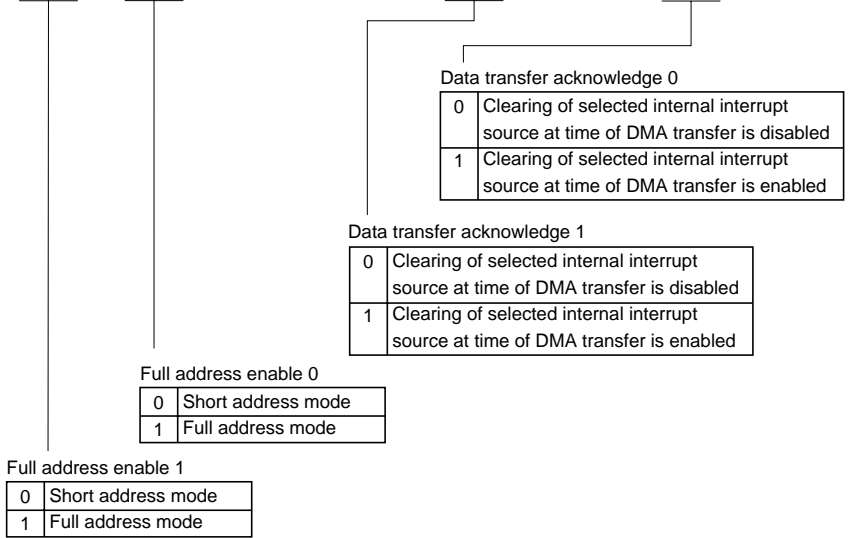 Data transfer acknowledge 0
0 Clearing of selected internal interrupt
source at time of DMA transfer is disabled
1 Clearing of selected internal interrupt
source at time of DMA transfer is enabled
Data transfer acknowledge 1
0 Clearing of selected internal interrupt
source at time of DMA transfer is disabled
1 Clearing of selected internal interrupt
source at time of DMA transfer is enabled
Full address enable 0
0 Short address mode
1 Full address mode
Full address enable 1
0 Short address mode
1 Full address mode